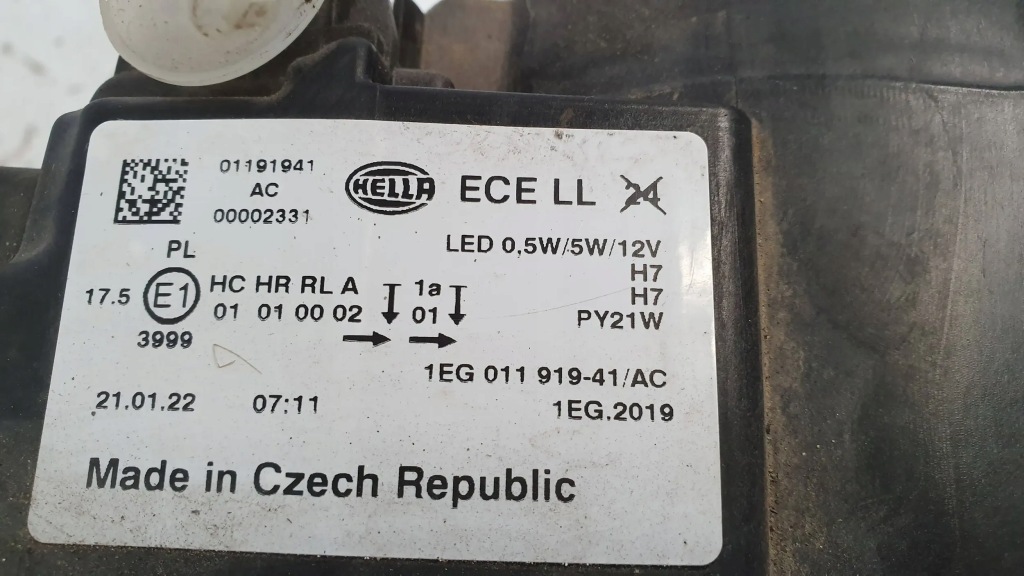 01191941
AC
00002331
HELLA
ECE LL 24
LED 0,5W/5W/12V
H7
H7
PY21W
PL
17.5 E1
HC HR RL A 1a
01 01 00 02 01
3999
1EG 011 919-41/AC
21.01.22 07:11
1EG.2019
Made in Czech Republic